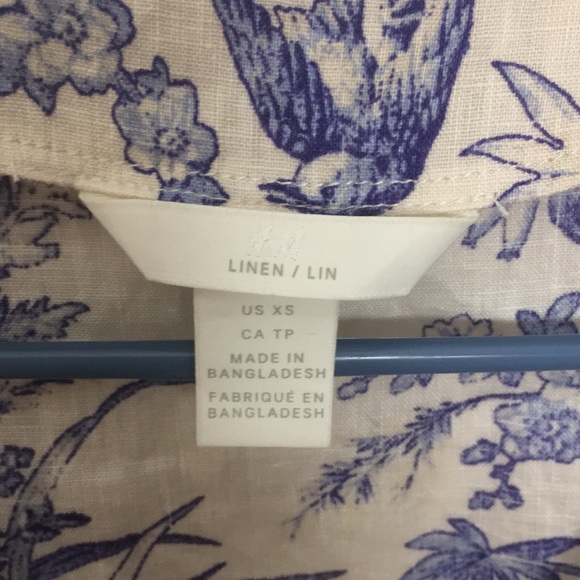 H&M
LINEN / LIN
US XS
CA TP
MADE IN
BANGLADESH
FABRIQUÉ EN
BANGLADESH